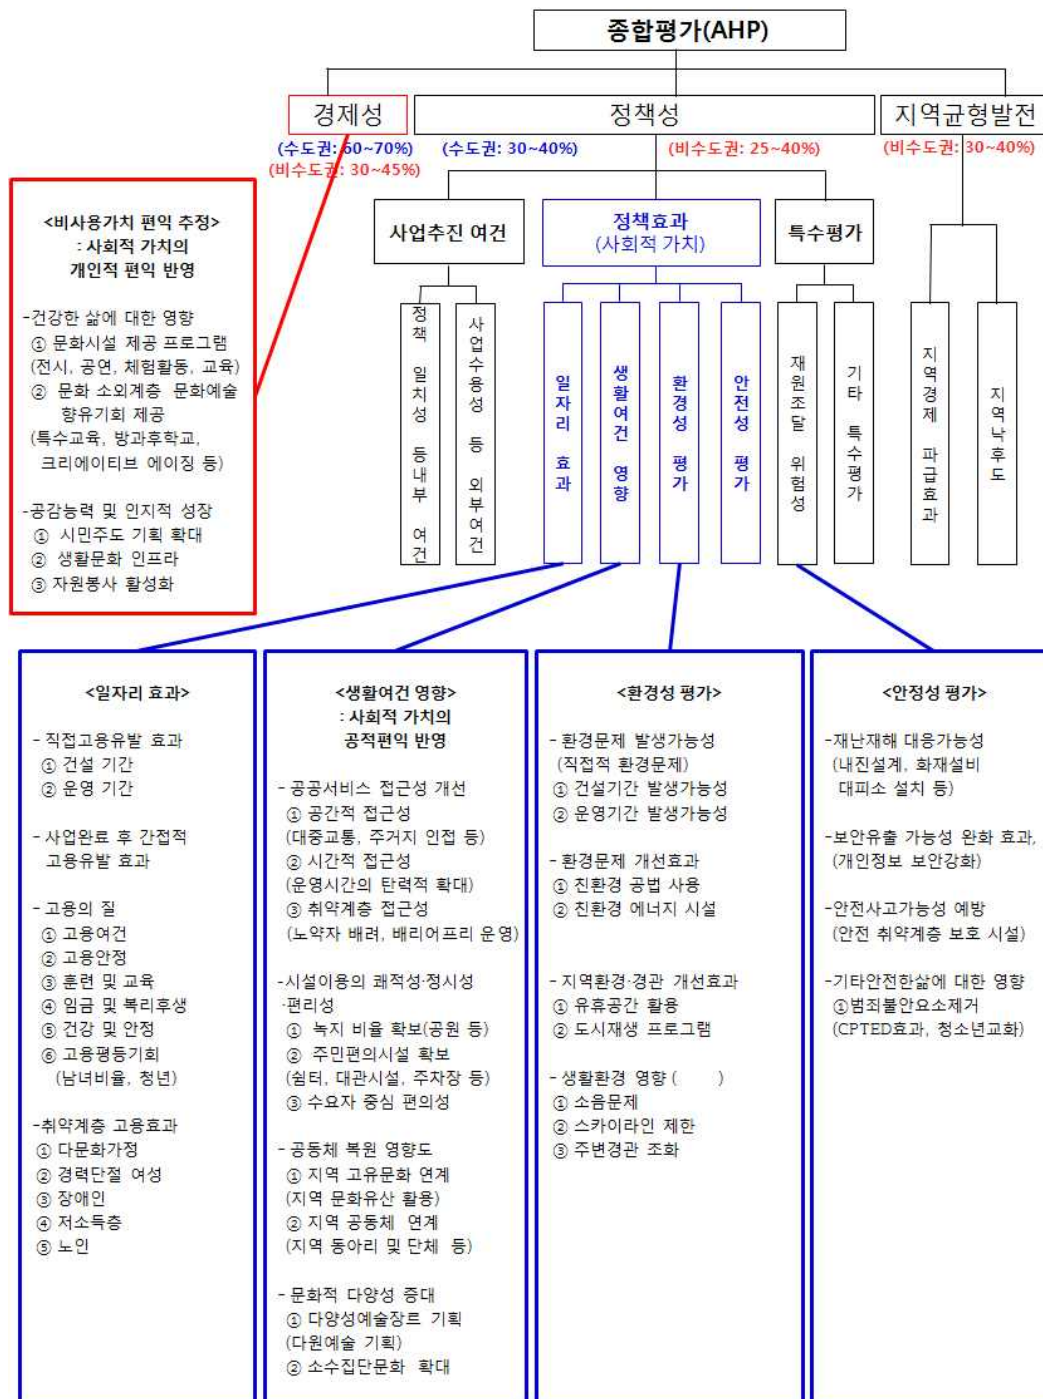 종합평가(AHP)
경제성
정책성
지역균형발전
(수도권: 60~70%)
(비수도권: 30~45%)
(수도권: 30~40%)
(비수도권: 25~40%)
(비수도권: 30~40%)
사업추진 여건
정책효과
(사회적 가치)
특수평가
정책 일치성 등내부 여건
사업수용성 등 외부여건
일자리 효과
생활여건 영향
환경성 평가
안전성 평가
재원조달 위험성
기타 특수평가
지역경제 파급효과
지역낙후도
<비사용가치 편익 추정>
: 사회적 가치의
개인적 편익 반영
-건강한 삶에 대한 영향
① 문화시설 제공 프로그램
(전시, 공연, 체험활동, 교육)
② 문화 소외계층 문화예술
향유기회 제공
(특수교육, 방과후학교,
크리에이티브 에이징 등)
-공감능력 및 인지적 성장
① 시민주도 기획 확대
② 생활문화 인프라
③ 자원봉사 활성화
<일자리 효과>
- 직접고용유발 효과
① 건설 기간
② 운영 기간
- 사업완료 후 간접적
고용유발 효과
- 고용의 질
① 고용여건
② 고용안정
③ 훈련 및 교육
④ 임금 및 복리후생
⑤ 건강 및 안정
⑥ 고용평등기회
(남녀비율, 청년)
-취약계층 고용효과
① 다문화가정
② 경력단절 여성
③ 장애인
④ 저소득층
⑤ 노인
<생활여건 영향>
: 사회적 가치의
공적편익 반영
- 공공서비스 접근성 개선
① 공간적 접근성
(대중교통, 주거지 인접 등)
② 시간적 접근성
(운영시간의 탄력적 확대)
③ 취약계층 접근성
(노약자 배려, 배리어프리 운영)
-시설이용의 쾌적성·정시성
·편리성
① 녹지 비율 확보(공원 등)
② 주민편의시설 확보
(쉼터, 대관시설, 주차장 등)
③ 수요자 중심 편의성
- 공동체 복원 영향도
① 지역 고유문화 연계
(지역 문화유산 활용)
② 지역 공동체 연계
(지역 동아리 및 단체 등)
- 문화적 다양성 증대
① 다양성예술장르 기획
(다원예술 기획)
② 소수집단문화 확대
<환경성 평가>
- 환경문제 발생가능성
(직접적 환경문제)
① 건설기간 발생가능성
② 운영기간 발생가능성
- 환경문제 개선효과
① 친환경 공법 사용
② 친환경 에너지 시설
- 지역환경·경관 개선효과
① 유휴공간 활용
② 도시재생 프로그램
- 생활환경 영향 ( )
① 소음문제
② 스카이라인 제한
③ 주변경관 조화
<안정성 평가>
-재난재해 대응가능성
(내진설계, 화재설비
대피소 설치 등)
-보안유출 가능성 완화 효과,
(개인정보 보안강화)
-안전사고가능성 예방
(안전 취약계층 보호 시설)
-기타안전한삶에 대한 영향
①범죄불안요소제거
(CPTED효과, 청소년교화)